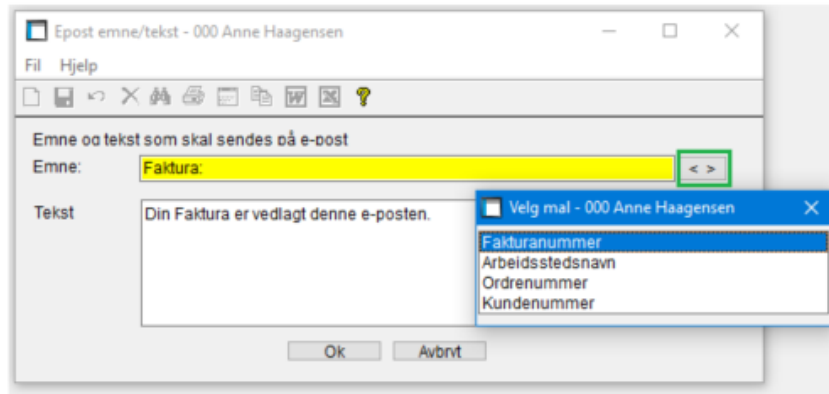 Epost emne/tekst - 000 Anne Haagensen
Fil Hjelp
Emne og tekst som skal sendes på e-post
Emne: Faktura: < >
Tekst Din Faktura er vedlagt denne e-posten.
Velg mal - 000 Anne Haagensen
Fakturanummer
Arbeidsstedsnavn
Ordrenummer
Kundenummer
Ok Avbryt